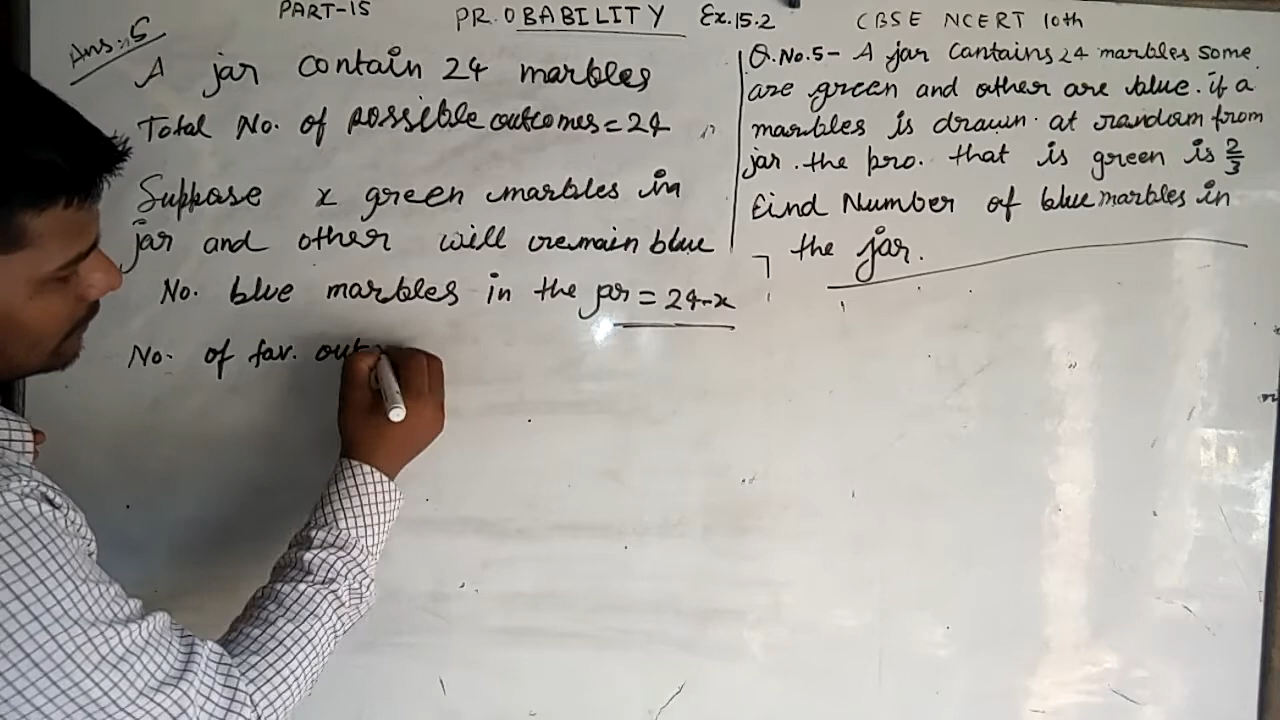 PART-15 PROBABILITY Ex.15.2 CBSE NCERT 10th
Ans:-5
A jar contain 24 marbles
Total No. of possible outcomes = 24
Suppose x green marbles in
jar and other will remain blue
No. blue marbles in the jar = 24-x
No. of fav. out
Q.No.5- A jar Cantains 24 marbles some
are green and other are blue. if a
marbles is drawn at random from
jar. the pro. that is green is 2/3
Find Number of blue marbles in
the jar.